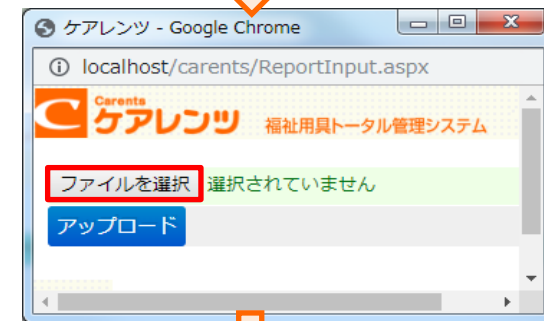 ケアレンツ - Google Chrome
localhost/carents/ReportInput.aspx
Carents
ケアレンツ 福祉用具トータル管理システム
ファイルを選択 選択されていません
アップロード